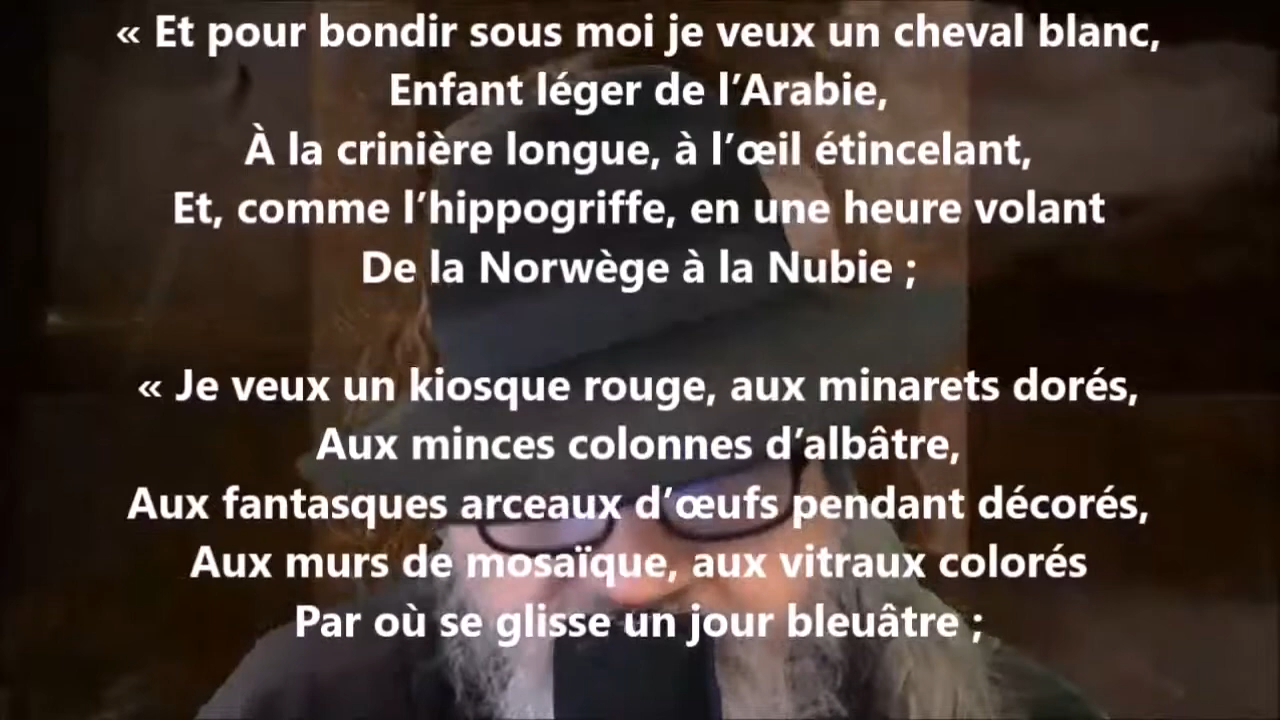 « Et pour bondir sous moi je veux un cheval blanc,
Enfant léger de l’Arabie,
À la crinière longue, à l’œil étincelant,
Et, comme l’hippogriffe, en une heure volant
De la Norwège à la Nubie ;
« Je veux un kiosque rouge, aux minarets dorés,
Aux minces colonnes d’albâtre,
Aux fantasques arceaux d’œufs pendant décorés,
Aux murs de mosaïque, aux vitraux colorés
Par où se glisse un jour bleuâtre ;